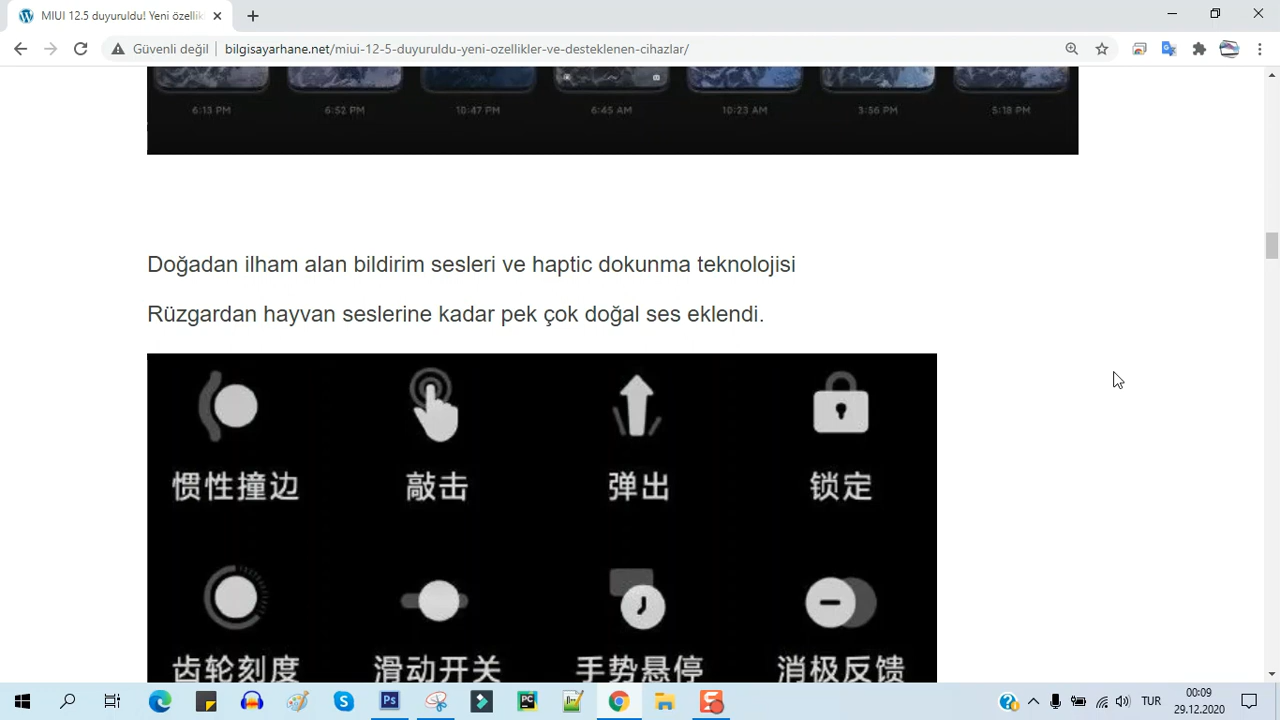 MIUI 12.5 duyuruldu! Yeni özellik
Güvenli değil
bilgisayarhane.net/miui-12-5-duyuruldu-yeni-ozellikler-ve-desteklenen-cihazlar/
6:13 PM 6:52 PM 10:47 PM 6:45 AM 10:23 AM 3:56 PM 5:18 PM
Doğadan ilham alan bildirim sesleri ve haptic dokunma teknolojisi
Rüzgardan hayvan seslerine kadar pek çok doğal ses eklendi.
惯性撞边 敲击 弹出 锁定
齿轮刻度 滑动开关 手势悬停 消极反馈
Ps PC TUR
00:09
29.12.2020